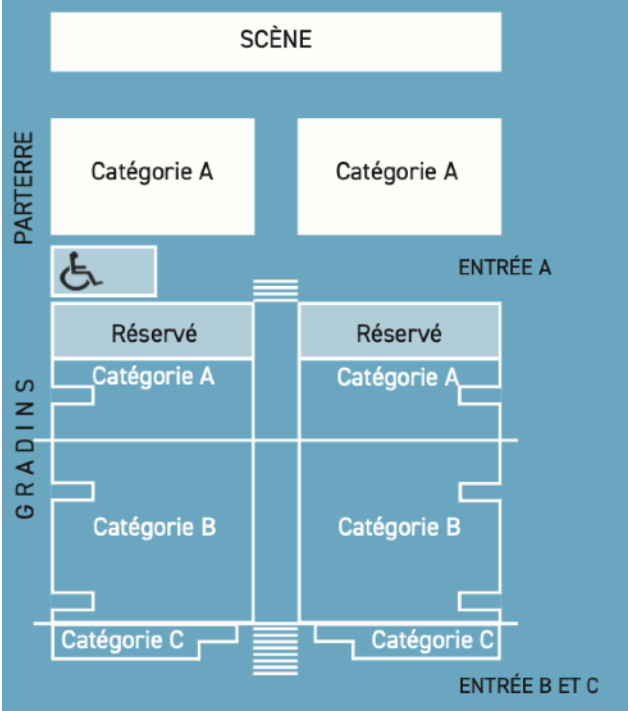 SCÈNE
PARTERRE
Catégorie A
Catégorie A
ENTRÉE A
Réservé
Réservé
GRADINS
Catégorie A
Catégorie A
Catégorie B
Catégorie B
Catégorie C
Catégorie C
ENTRÉE B ET C